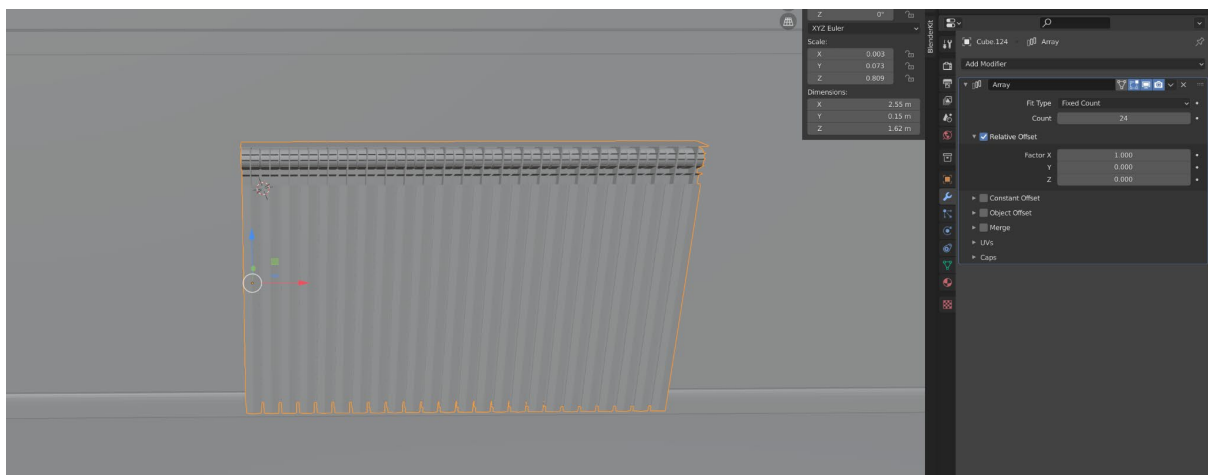 Z 0°
XYZ Euler
Scale:
X 0.003
Y 0.073
Z 0.809
Dimensions:
X 2.55 m
Y 0.15 m
Z 1.62 m
BlenderKit
Cube.124 Array
Add Modifier
Array
Fit Type Fixed Count
Count 24
Relative Offset
Factor X 1.000
Y 0.000
Z 0.000
Constant Offset
Object Offset
Merge
UVs
Caps